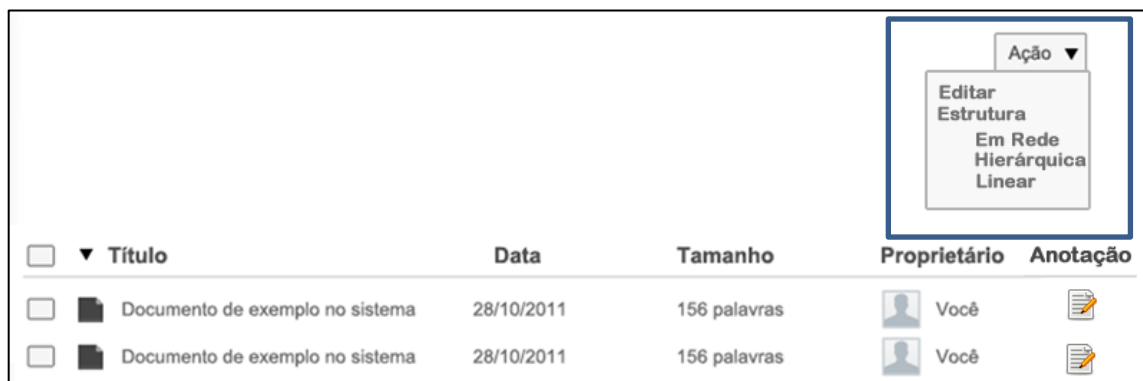 Ação ▼
Editar
Estrutura
Em Rede
Hierárquica
Linear
▼ Título Data Tamanho Proprietário Anotação
Documento de exemplo no sistema 28/10/2011 156 palavras Você
Documento de exemplo no sistema 28/10/2011 156 palavras Você